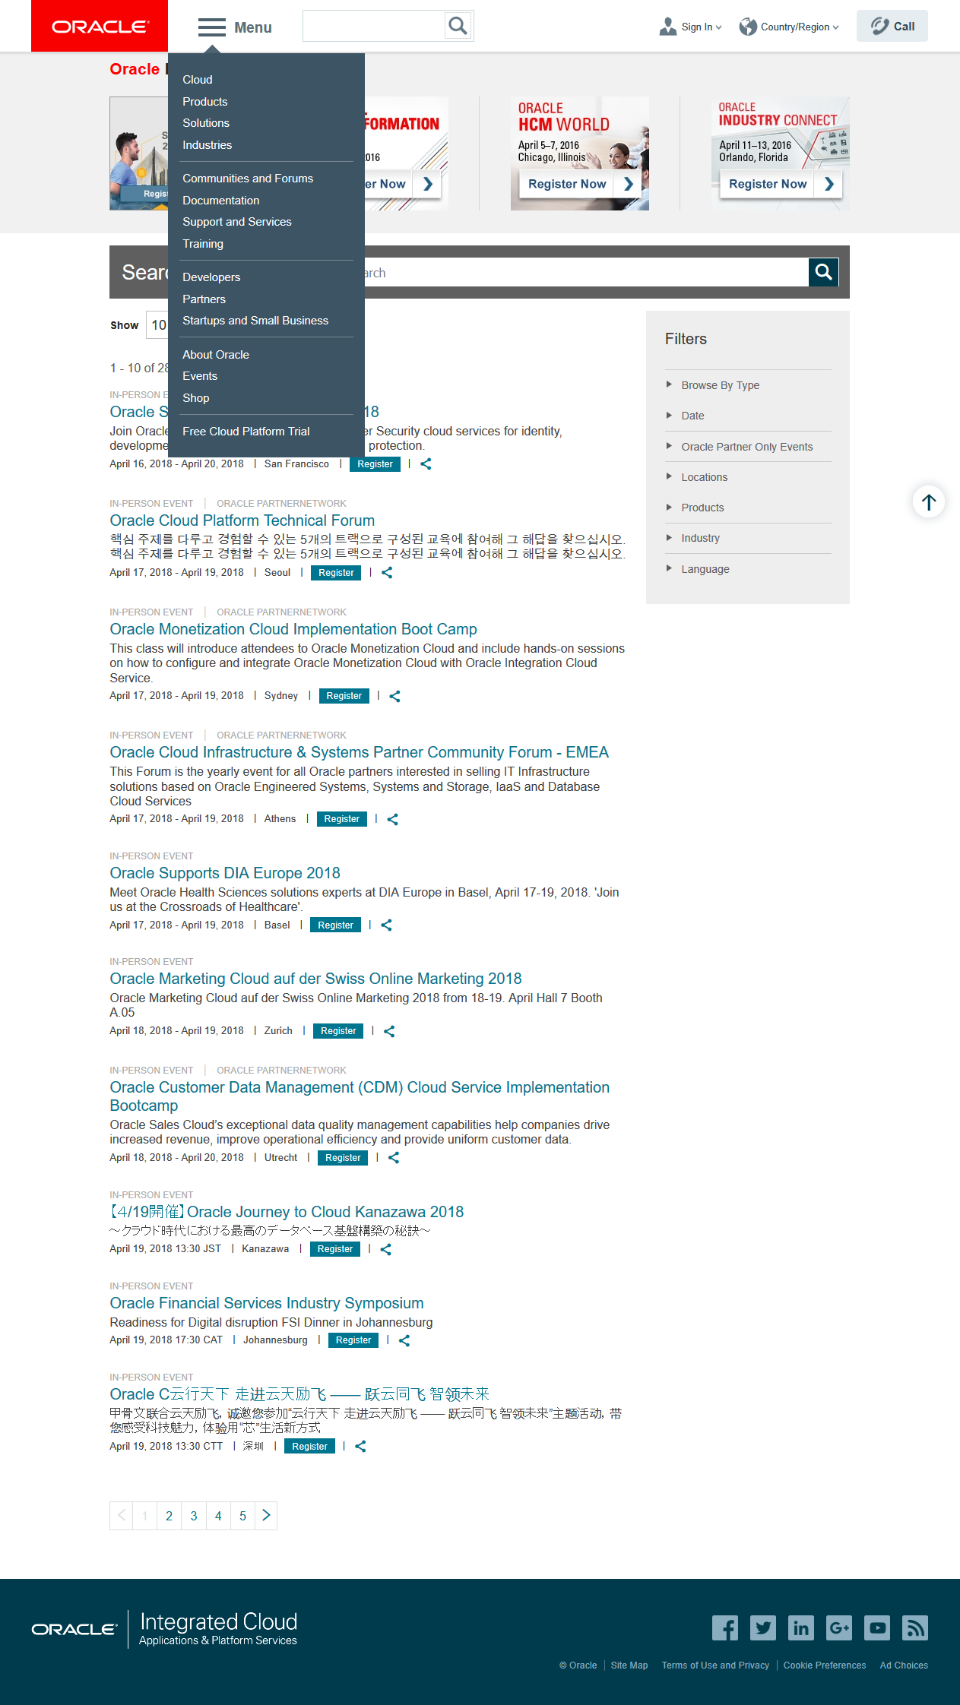 ORACLE
Menu
Sign In
Country/Region
Call
Oracle
Cloud
Products
Solutions
Industries
Communities and Forums
Documentation
Support and Services
Training
Developers
Partners
Startups and Small Business
About Oracle
Events
Shop
Free Cloud Platform Trial
FORMATION
2016
Register Now
ORACLE
HCM WORLD
April 5–7, 2016
Chicago, Illinois
Register Now
ORACLE
INDUSTRY CONNECT
April 11–13, 2016
Orlando, Florida
Register Now
Show 10
1 - 10 of 28
Filters
Browse By Type
Date
Oracle Partner Only Events
Locations
Products
Industry
Language
IN-PERSON E
Oracle S 18
Join Oracle er Security cloud services for identity,
developme protection.
April 16, 2018 - April 20, 2018 | San Francisco | Register |
IN-PERSON EVENT | ORACLE PARTNERNETWORK
Oracle Cloud Platform Technical Forum
핵심 주제를 다루고 경험할 수 있는 5개의 트랙으로 구성된 교육에 참여해 그 해답을 찾으십시오.
핵심 주제를 다루고 경험할 수 있는 5개의 트랙으로 구성된 교육에 참여해 그 해답을 찾으십시오.
April 17, 2018 - April 19, 2018 | Seoul | Register |
IN-PERSON EVENT | ORACLE PARTNERNETWORK
Oracle Monetization Cloud Implementation Boot Camp
This class will introduce attendees to Oracle Monetization Cloud and include hands-on sessions
on how to configure and integrate Oracle Monetization Cloud with Oracle Integration Cloud
Service.
April 17, 2018 - April 19, 2018 | Sydney | Register |
IN-PERSON EVENT | ORACLE PARTNERNETWORK
Oracle Cloud Infrastructure & Systems Partner Community Forum - EMEA
This Forum is the yearly event for all Oracle partners interested in selling IT Infrastructure
solutions based on Oracle Engineered Systems, Systems and Storage, IaaS and Database
Cloud Services
April 17, 2018 - April 19, 2018 | Athens | Register |
IN-PERSON EVENT
Oracle Supports DIA Europe 2018
Meet Oracle Health Sciences solutions experts at DIA Europe in Basel, April 17-19, 2018. 'Join
us at the Crossroads of Healthcare'.
April 17, 2018 - April 19, 2018 | Basel | Register |
IN-PERSON EVENT
Oracle Marketing Cloud auf der Swiss Online Marketing 2018
Oracle Marketing Cloud auf der Swiss Online Marketing 2018 from 18-19. April Hall 7 Booth
A.05
April 18, 2018 - April 19, 2018 | Zurich | Register |
IN-PERSON EVENT | ORACLE PARTNERNETWORK
Oracle Customer Data Management (CDM) Cloud Service Implementation
Bootcamp
Oracle Sales Cloud's exceptional data quality management capabilities help companies drive
increased revenue, improve operational efficiency and provide uniform customer data.
April 18, 2018 - April 20, 2018 | Utrecht | Register |
IN-PERSON EVENT
【4/19開催】Oracle Journey to Cloud Kanazawa 2018
～クラウド時代における最高のデータベース基盤構築の秘訣～
April 19, 2018 13:30 JST | Kanazawa | Register |
IN-PERSON EVENT
Oracle Financial Services Industry Symposium
Readiness for Digital disruption FSI Dinner in Johannesburg
April 19, 2018 17:30 CAT | Johannesburg | Register |
IN-PERSON EVENT
Oracle C云行天下 走进云天励飞 —— 跃云同飞 智领未来
甲骨文联合云天励飞，诚邀您参加“云行天下 走进云天励飞 —— 跃云同飞 智领未来”主题活动，带
您感受科技魅力，体验用“芯”生活新方式
April 19, 2018 13:30 CTT | 深圳 | Register |
1 2 3 4 5
ORACLE | Integrated Cloud
Applications & Platform Services
© Oracle | Site Map Terms of Use and Privacy | Cookie Preferences Ad Choices